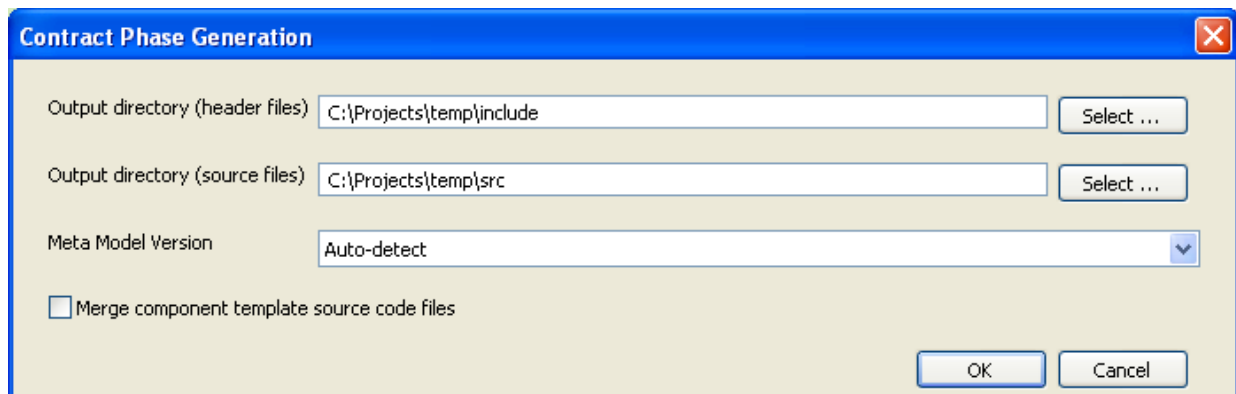 Contract Phase Generation
Output directory (header files) C:\Projects\temp\include Select ...
Output directory (source files) C:\Projects\temp\src Select ...
Meta Model Version Auto-detect
Merge component template source code files
OK Cancel